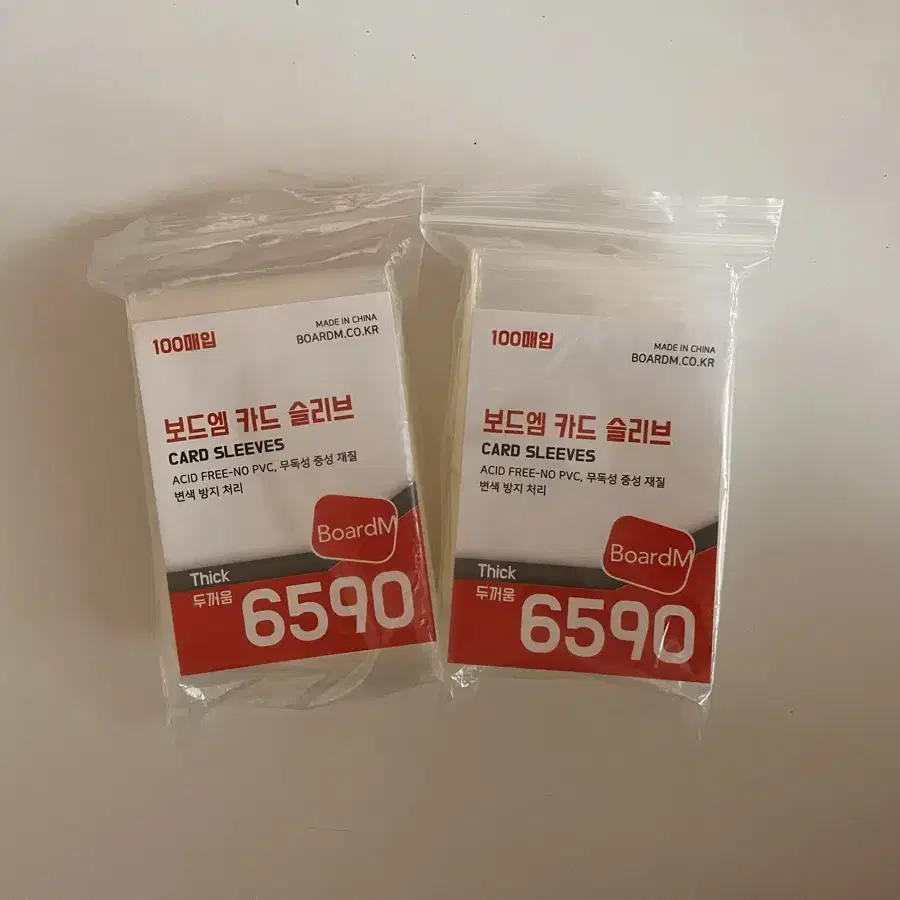 100매입
MADE IN CHINA
BOARDM.CO.KR
보드엠 카드 슬리브
CARD SLEEVES
ACID FREE-NO PVC, 무독성 중성 재질
변색 방지 처리
BoardM
Thick
두꺼움
6590
100매입
MADE IN CHINA
BOARDM.CO.KR
보드엠 카드 슬리브
CARD SLEEVES
ACID FREE-NO PVC, 무독성 중성 재질
변색 방지 처리
BoardM
Thick
두꺼움
6590